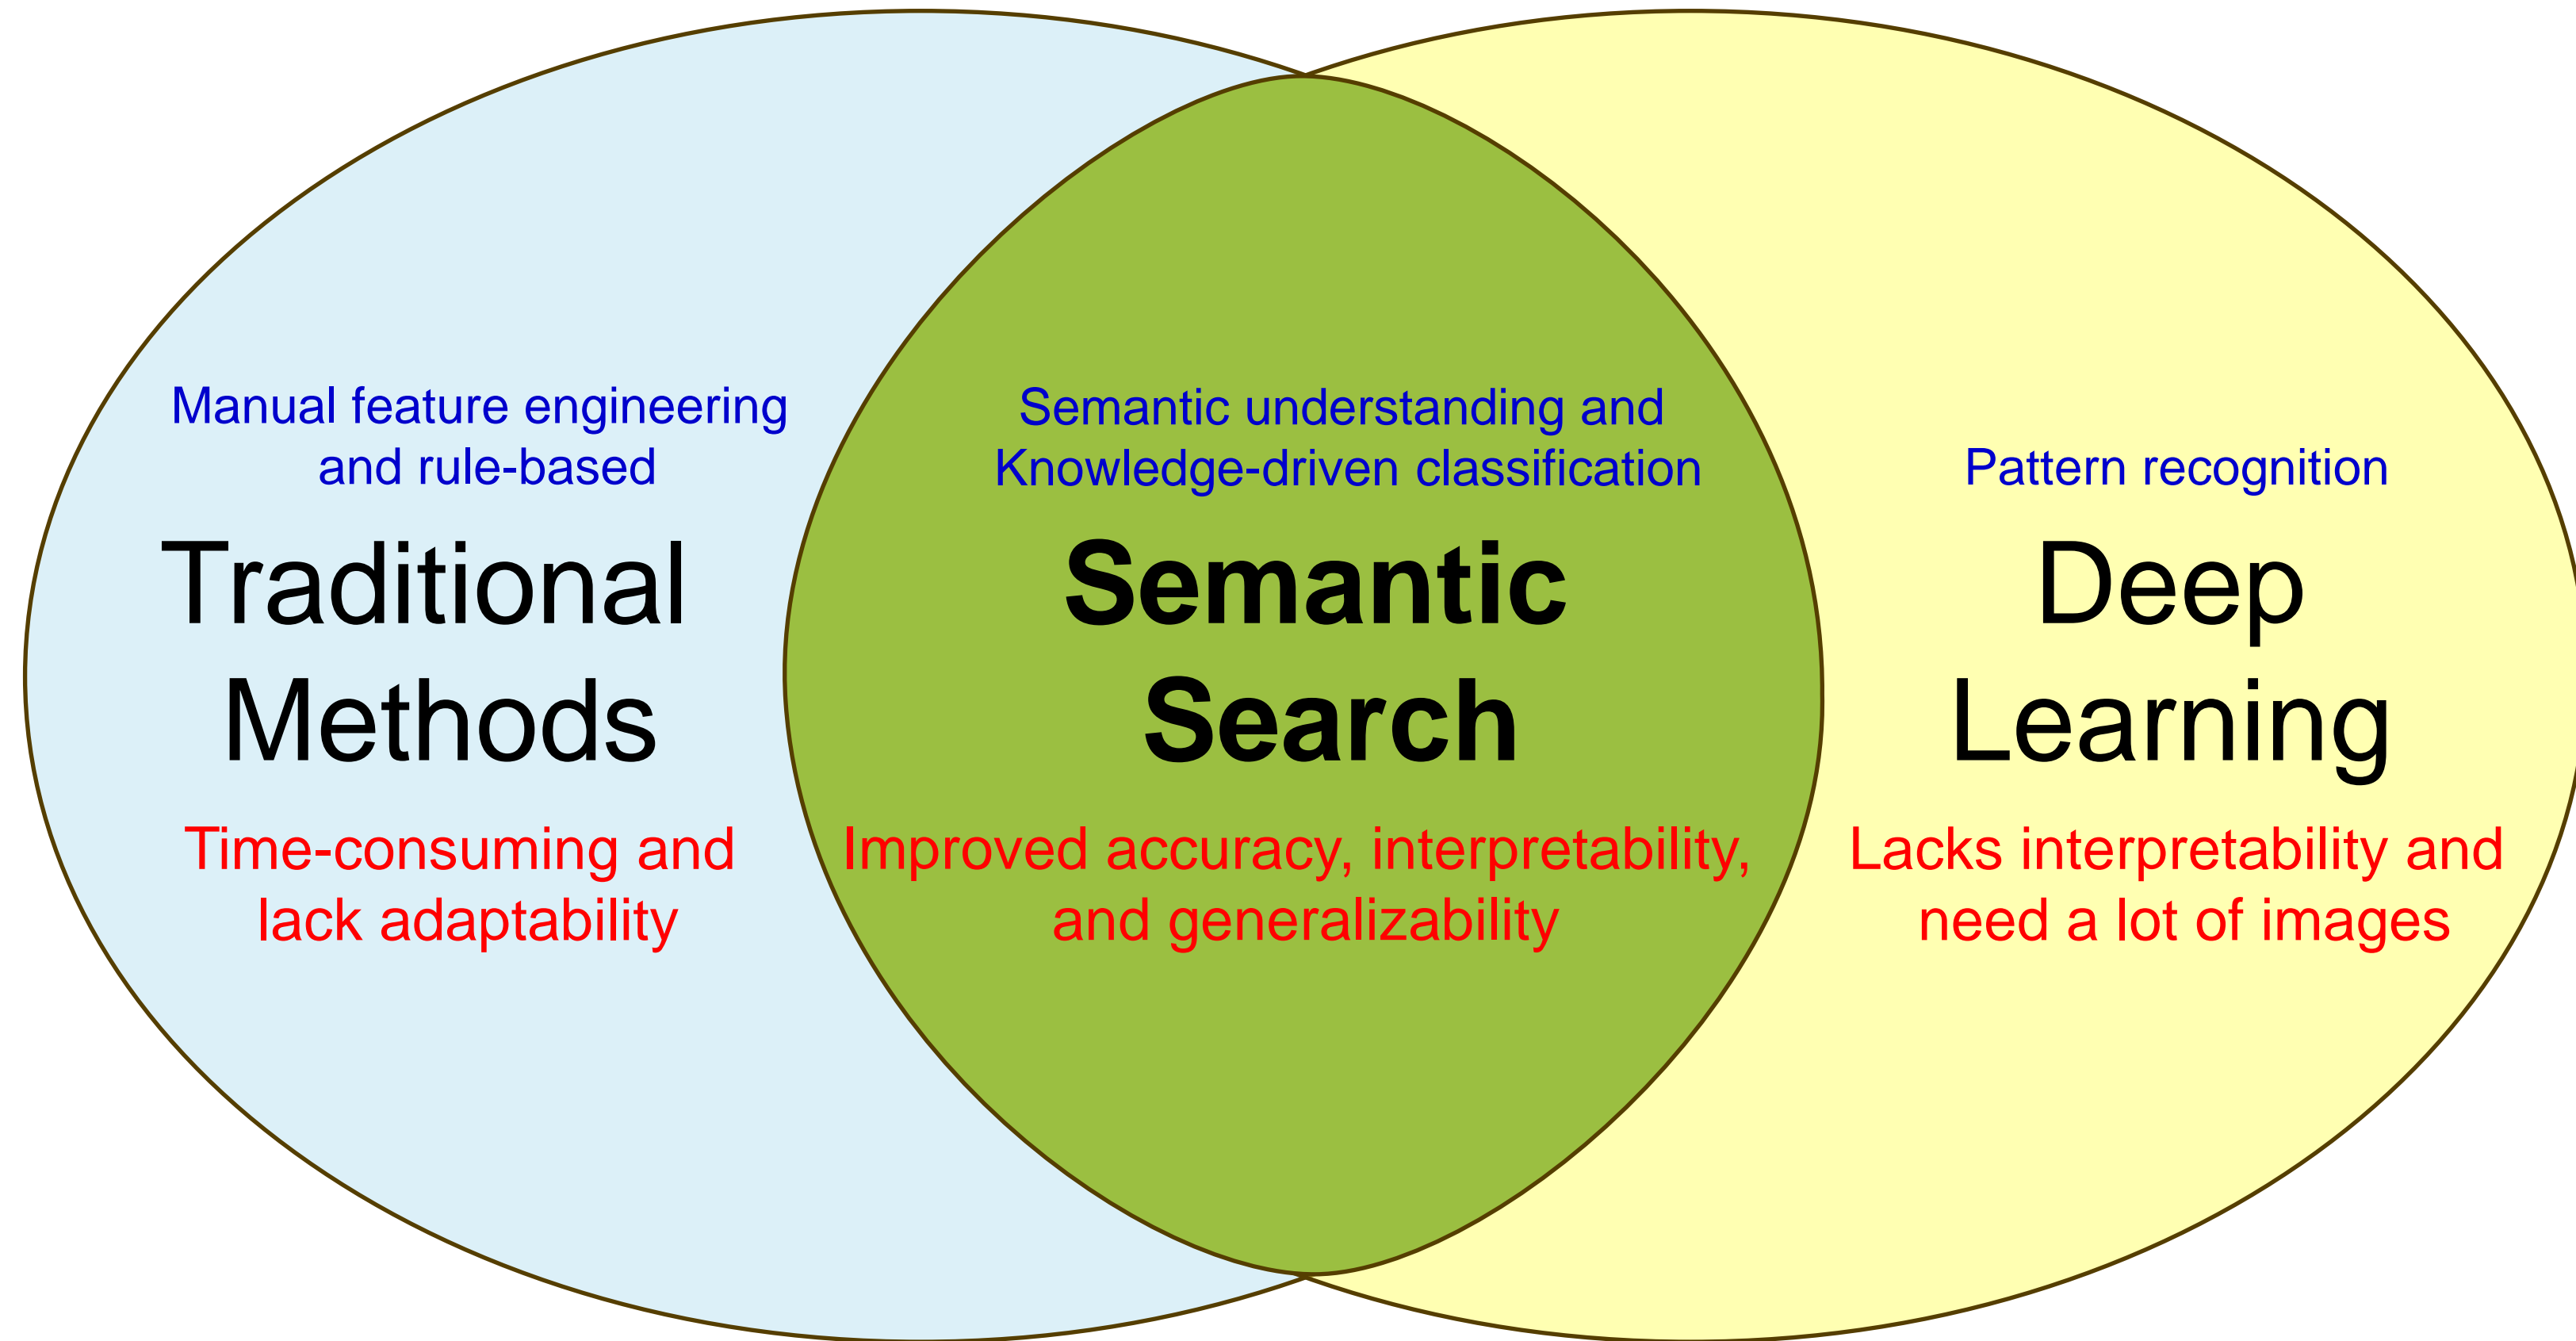 Manual feature engineering
and rule-based
Traditional
Methods
Time-consuming and
lack adaptability
Semantic understanding and
Knowledge-driven classification
Semantic
Search
Improved accuracy, interpretability,
and generalizability
Pattern recognition
Deep
Learning
Lacks interpretability and
need a lot of images